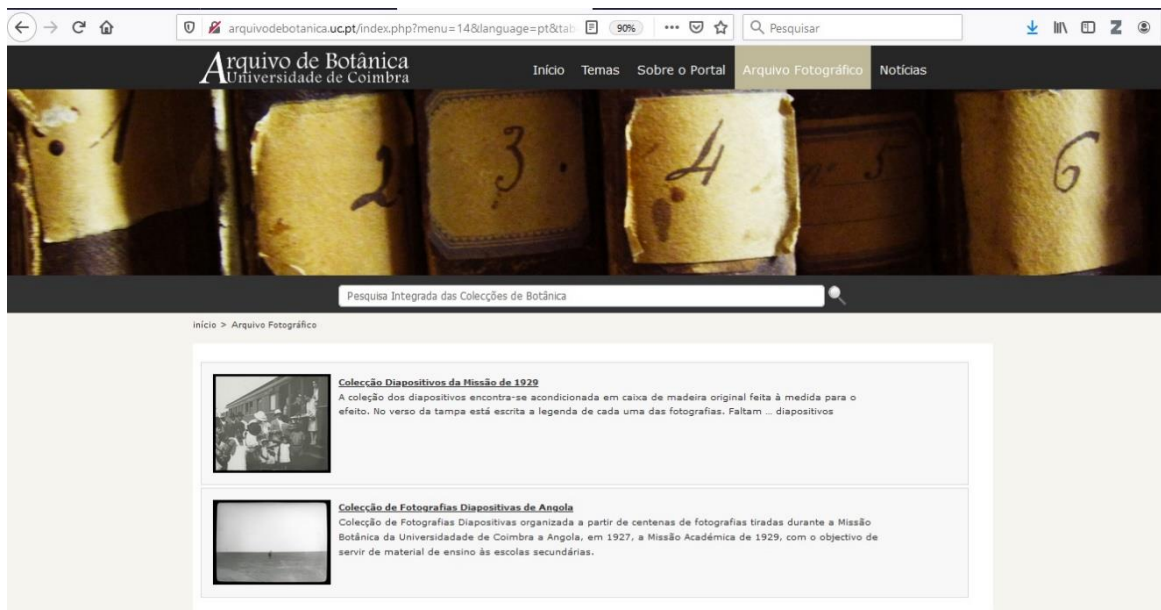 arquivodebotanica.uc.pt/index.php?menu=14&language=pt&tab
90%
Pesquisar
Arquivo de Botânica
Universidade de Coimbra
Início Temas Sobre o Portal Arquivo Fotográfico Notícias
2 3 4 nº 5 6
Pesquisa Integrada das Colecções de Botânica
início > Arquivo Fotográfico
Colecção Diapositivos da Missão de 1929
A coleção dos diapositivos encontra-se acondicionada em caixa de madeira original feita à medida para o
efeito. No verso da tampa está escrita a legenda de cada uma das fotografias. Faltam ... diapositivos
Colecção de Fotografias Diapositivas de Angola
Colecção de Fotografias Diapositivas organizada a partir de centenas de fotografias tiradas durante a Missão
Botânica da Universidadade de Coimbra a Angola, em 1927, a Missão Académica de 1929, com o objectivo de
servir de material de ensino às escolas secundárias.